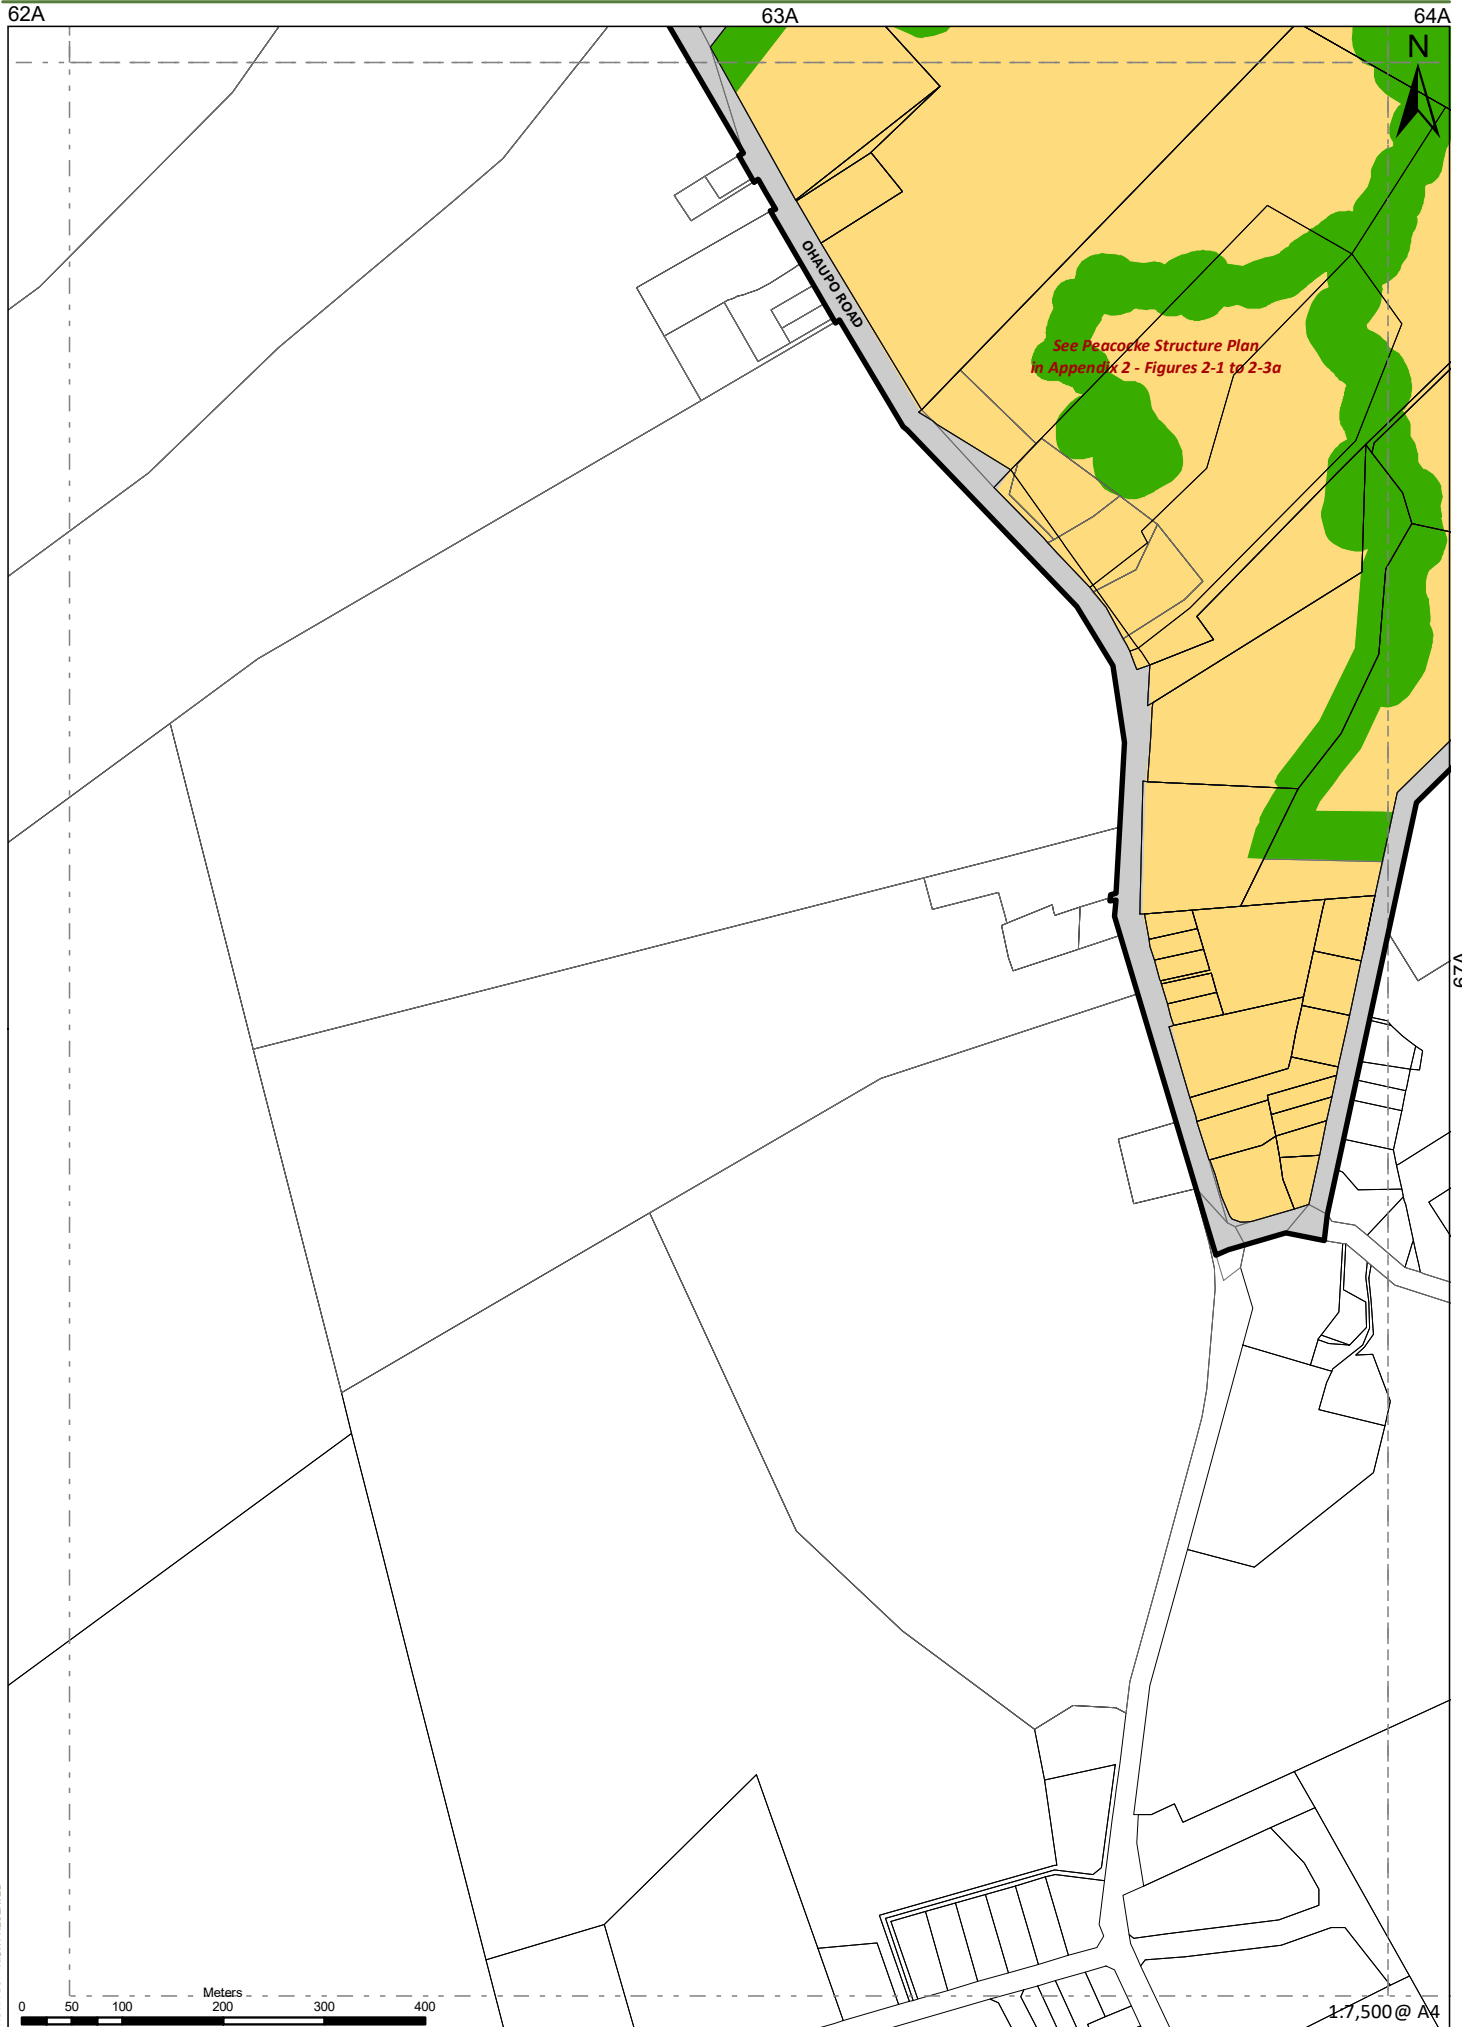 62A
63A
64A
N
OHAUPO ROAD
See Peacocke Structure Plan
in Appendix 2 - Figures 2-1 to 2-3a
67A
Meters
0 50 100 200 300 400
1:7,500 @ A4